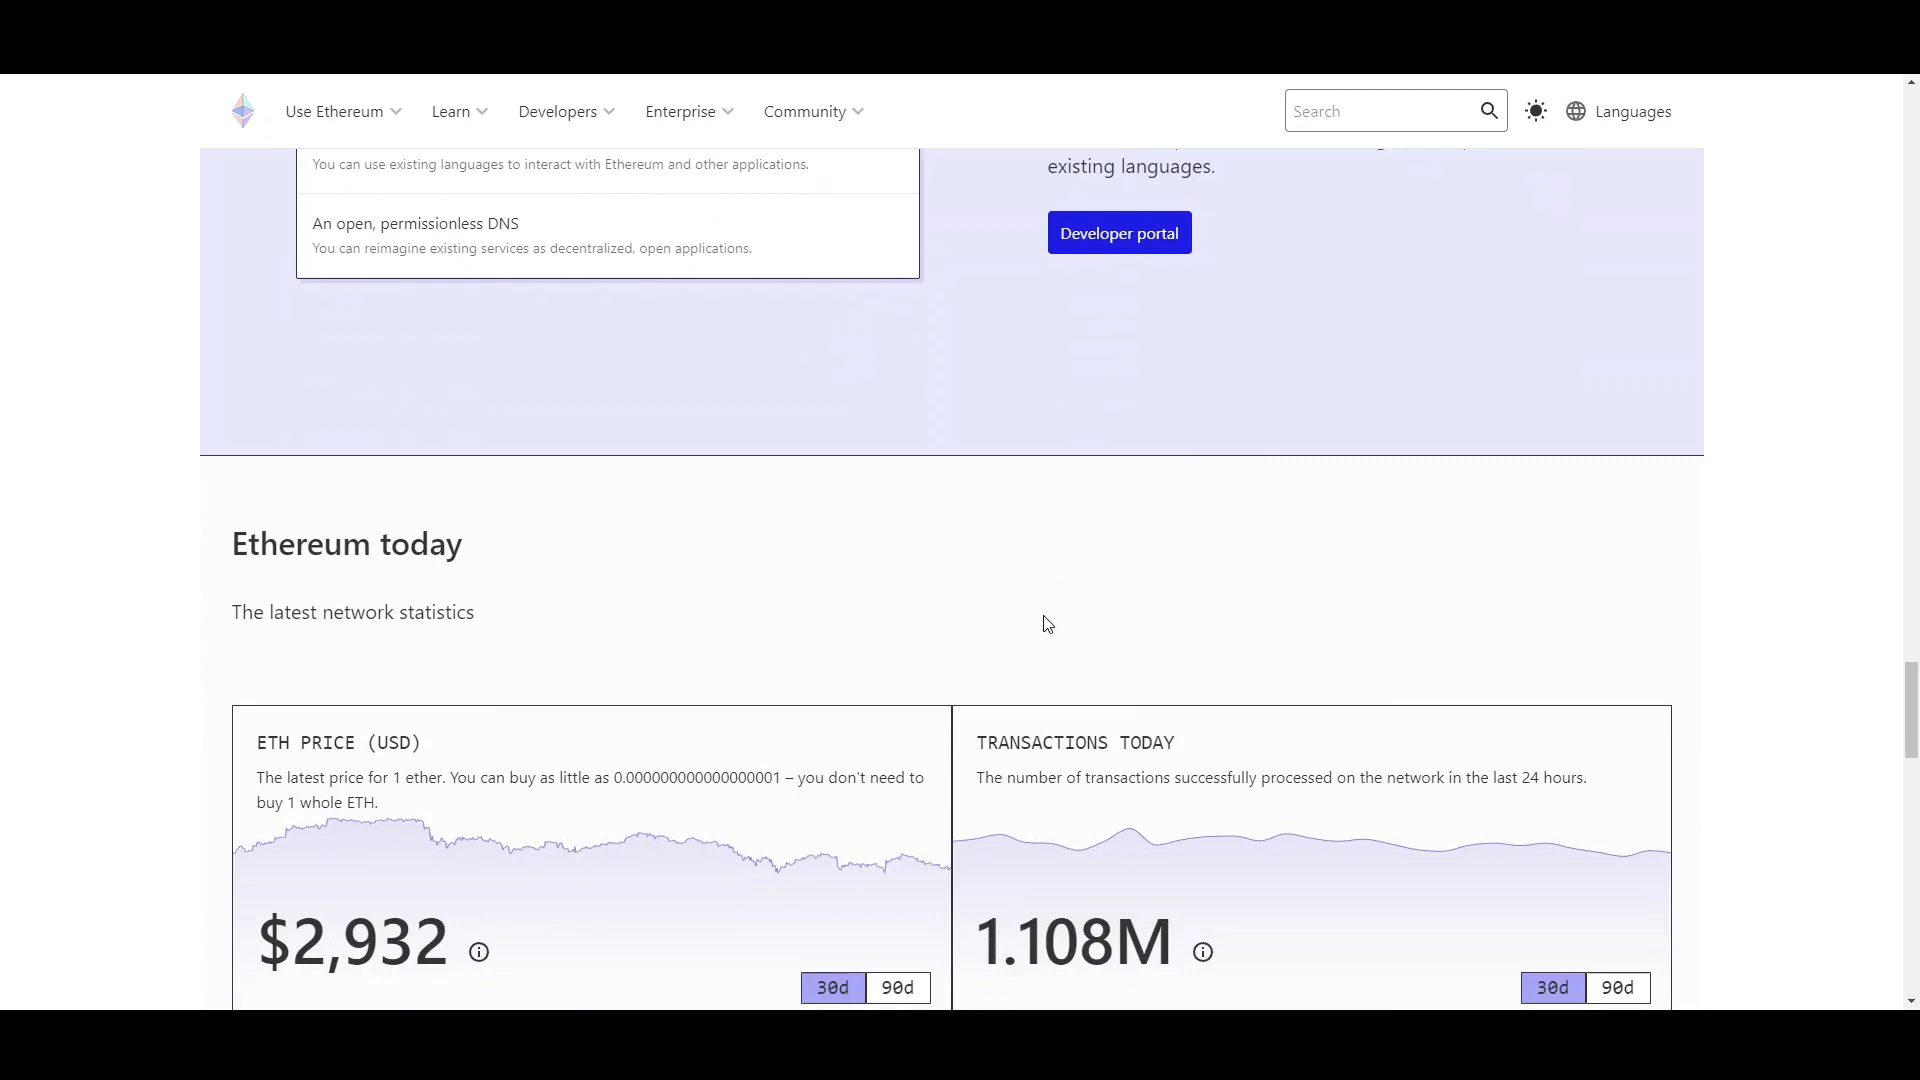 Use Ethereum
Learn
Developers
Enterprise
Community
Search
Languages
You can use existing languages to interact with Ethereum and other applications.
An open, permissionless DNS
You can reimagine existing services as decentralized, open applications.
existing languages.
Developer portal
Ethereum today
The latest network statistics
ETH PRICE (USD)
The latest price for 1 ether. You can buy as little as 0.000000000000000001 – you don't need to
buy 1 whole ETH.
$2,932
30d 90d
TRANSACTIONS TODAY
The number of transactions successfully processed on the network in the last 24 hours.
1.108M
30d 90d